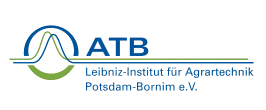 ATB
Leibniz-Institut für Agrartechnik
Potsdam-Bornim e.V.